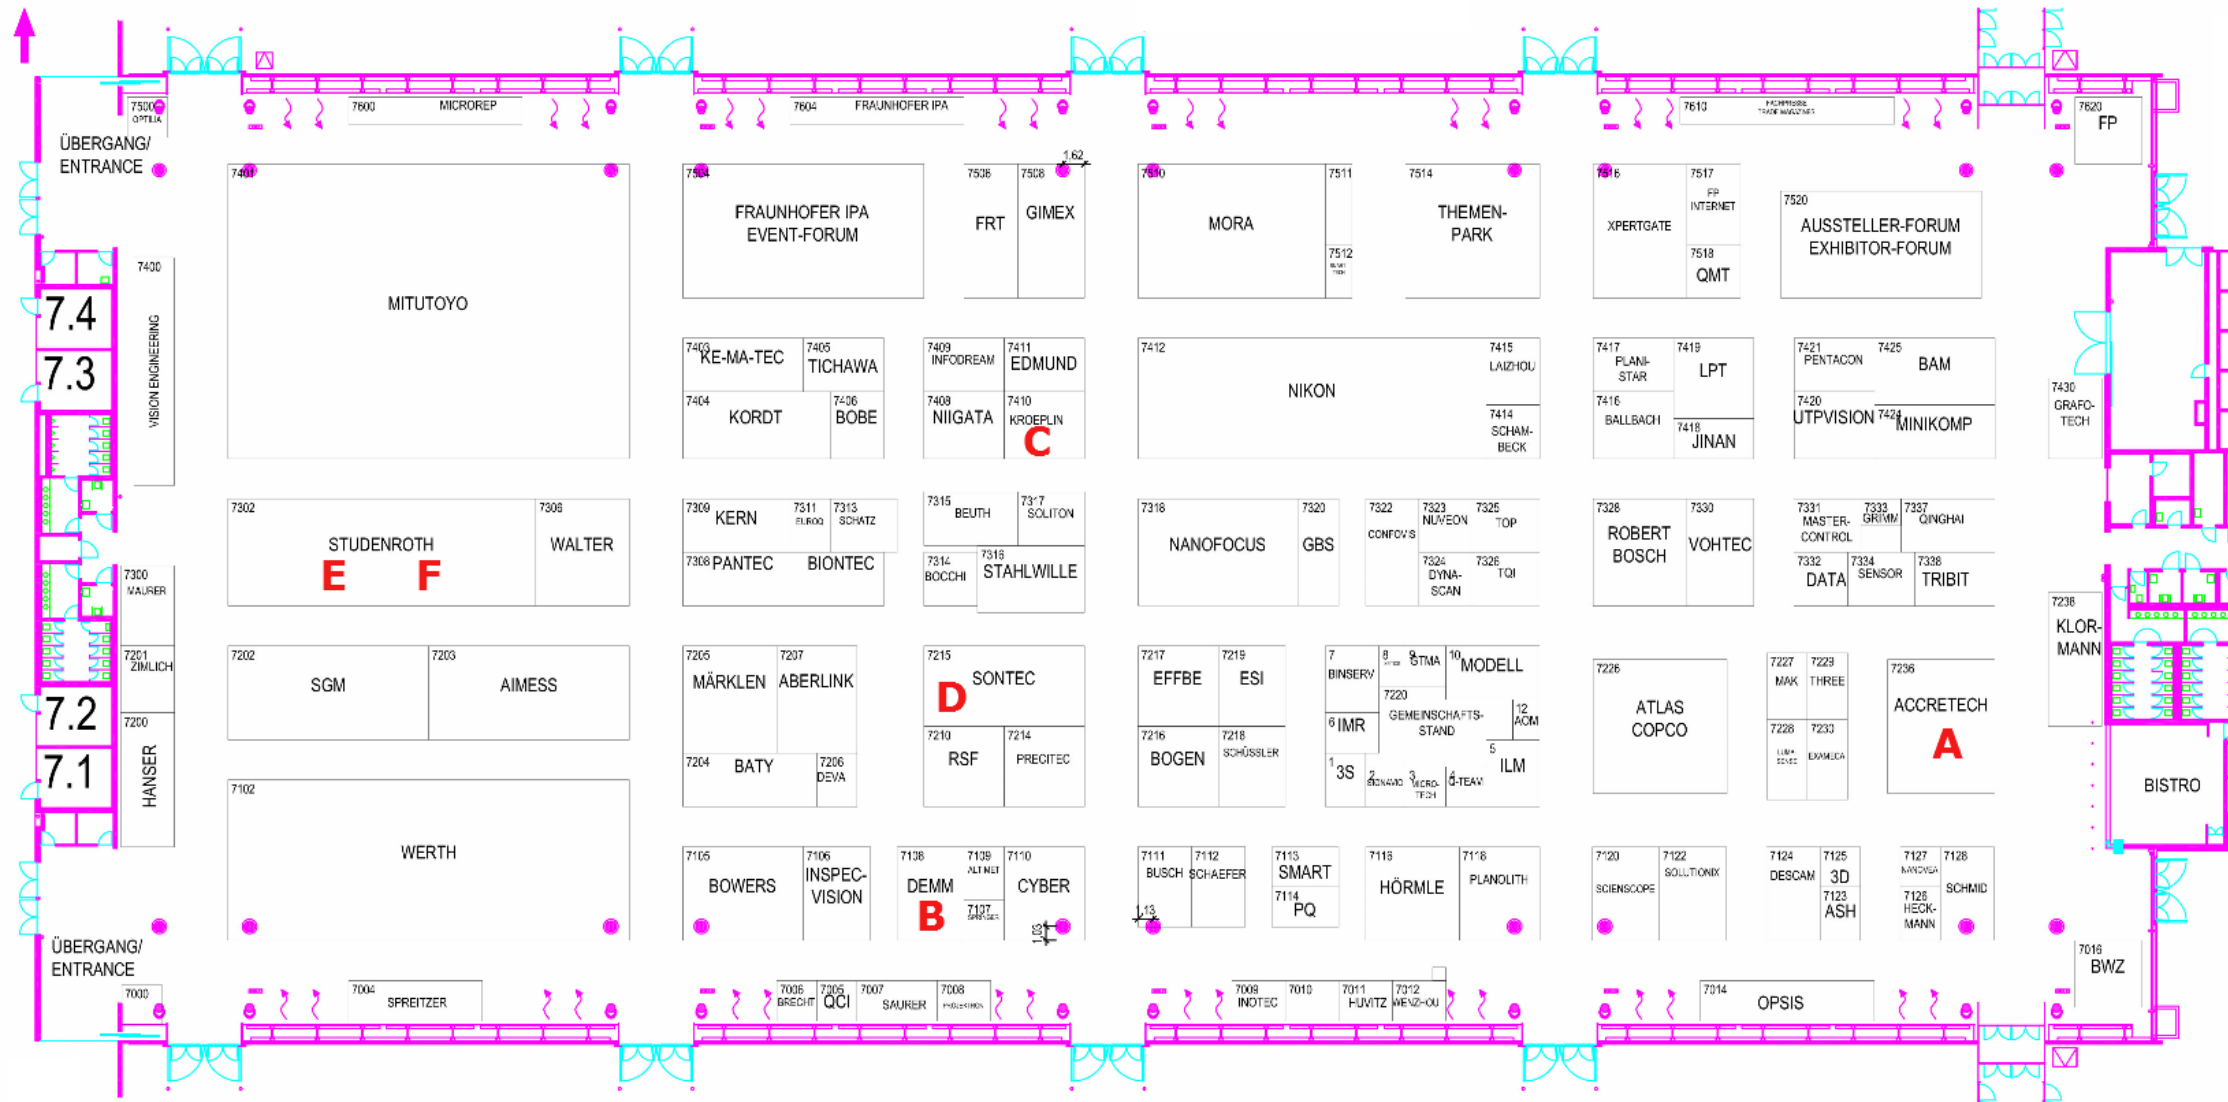 7500
OPTILIA
7600 MICROREP
7604 FRAUNHOFER IPA
7610 FACHPRESSE
TRADE MAGAZINES
7620
FP
ÜBERGANG/
ENTRANCE
1.62
7401
MITUTOYO
7504
FRAUNHOFER IPA
EVENT-FORUM
7506
FRT
7508
GIMEX
7510
MORA
7511
7512
7514
THEMEN-
PARK
7516
XPERTGATE
7517
FP
INTERNET
7518
QMT
7520
AUSSTELLER-FORUM
EXHIBITOR-FORUM
7400
VISION ENGINEERING
7.4
7.3
7403
KE-MA-TEC
7405
TICHAWA
7404
KORDT
7406
BOBE
7409
INFODREAM
7411
EDMUND
7408
NIIGATA
7410
KROEPLIN
C
7412
NIKON
7415
LAIZHOU
7414
SCHAM-
BECK
7417
PLANI-
STAR
7419
LPT
7416
BALLBACH
7418
JINAN
7421
PENTACON
7425
BAM
7420
UTPVISION
7424
MINIKOMP
7430
GRAFO-
TECH
7302
STUDENROTH
E F
7306
WALTER
7309
KERN
7311
EUROQ
7313
SCHATZ
7308 PANTEC
BIONTEC
7315
BEUTH
7317
SOLITON
7314
BOCCHI
7316
STAHLWILLE
7318
NANOFOCUS
7320
GBS
7322
CONFOVIS
7323
NUVEON
7325
TOP
7324
DYNA-
SCAN
7326
TQI
7328
ROBERT
BOSCH
7330
VOHTEC
7331
MASTER-
CONTROL
7333
GRIMM
7337
QINGHAI
7332
DATA
7334
SENSOR
7338
TRIBIT
7300
MAURER
7201
ZIMLICH
7.2
7.1
7200
HANSER
7202
SGM
7203
AIMESS
7205
MÄRKLEN
7207
ABERLINK
7204
BATY
7206
DEVA
7215
SONTEC
D
7210
RSF
7214
PRECITEC
7217
EFFBE
7219
ESI
7216
BOGEN
7218
SCHÜSSLER
7
BINSERV
8
9
STMA
10
MODELL
7220
GEMEINSCHAFTS-
STAND
6 IMR
12
AOM
1 3S
2
3
MICRO-
TECH
4
Q-TEAM
5
ILM
7226
ATLAS
COPCO
7227
MAK
7229
THREE
7228
LUMA
SENSE
7230
EXAMECA
7236
ACCRETECH
A
7238
KLOR-
MANN
BISTRO
7102
WERTH
7105
BOWERS
7106
INSPEC-
VISION
7108
DEMM
B
7109
ALTIMET
7107
SPRINGER
7110
CYBER
1.03
7111
BUSCH
1.13
7112
SCHAEFER
7113
SMART
7114
PQ
7116
HÖRMLE
7118
PLANOLITH
7120
SCIENSCOPE
7122
SOLUTIONIX
7124
DESCAM
7125
3D
7123
ASH
7127
NANOVEA
7126
HECK-
MANN
7128
SCHMID
7016
BWZ
ÜBERGANG/
ENTRANCE
7000
7004
SPREITZER
7006
BRECHT
7005
QCI
7007
SAURER
7008
7009
INOTEC
7010
7011
HUVITZ
7012
WENZHOU
7014
OPSIS